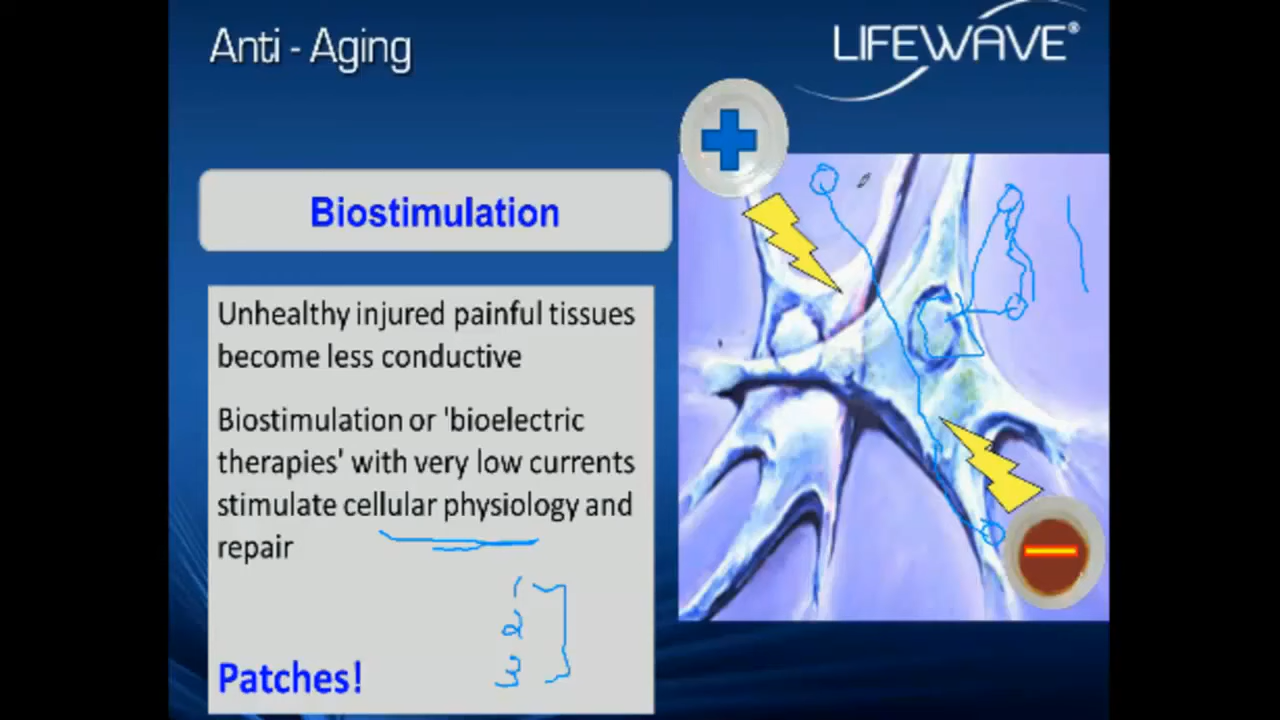 Anti - Aging
LIFEWAVE®
Biostimulation
Unhealthy injured painful tissues
become less conductive
Biostimulation or 'bioelectric
therapies' with very low currents
stimulate cellular physiology and
repair
1
2
3
Patches!